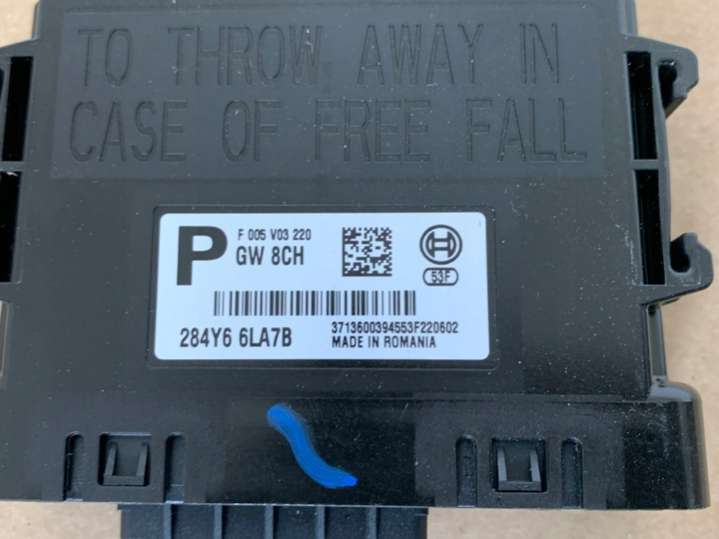 TO THROW AWAY IN
CASE OF FREE FALL
P
F 005 V03 220
GW 8CH
53F
284Y6 6LA7B
3713600394553F220602
MADE IN ROMANIA